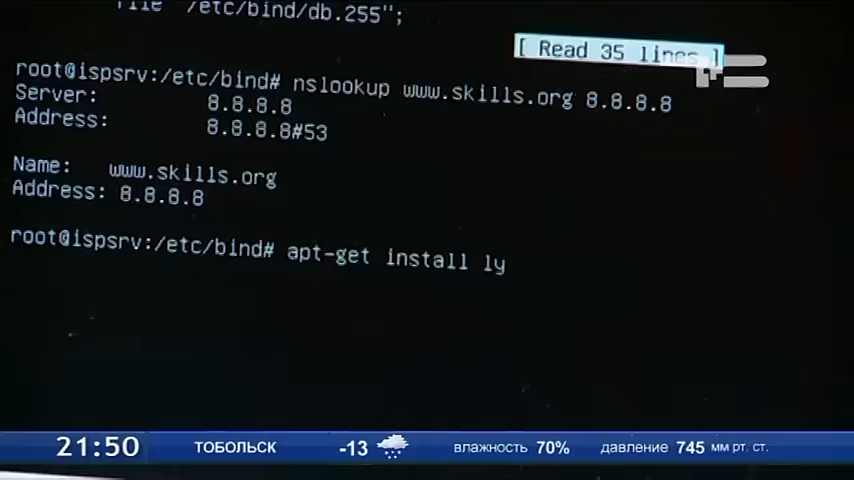 file "/etc/bind/db.255";
[ Read 35 lines ]
root@ispsrv:/etc/bind# nslookup www.skills.org 8.8.8.8
Server: 8.8.8.8
Address: 8.8.8.8#53
Name: www.skills.org
Address: 8.8.8.8
root@ispsrv:/etc/bind# apt-get install ly
21:50 ТОБОЛЬСК -13 влажность 70% давление 745 мм рт. ст.